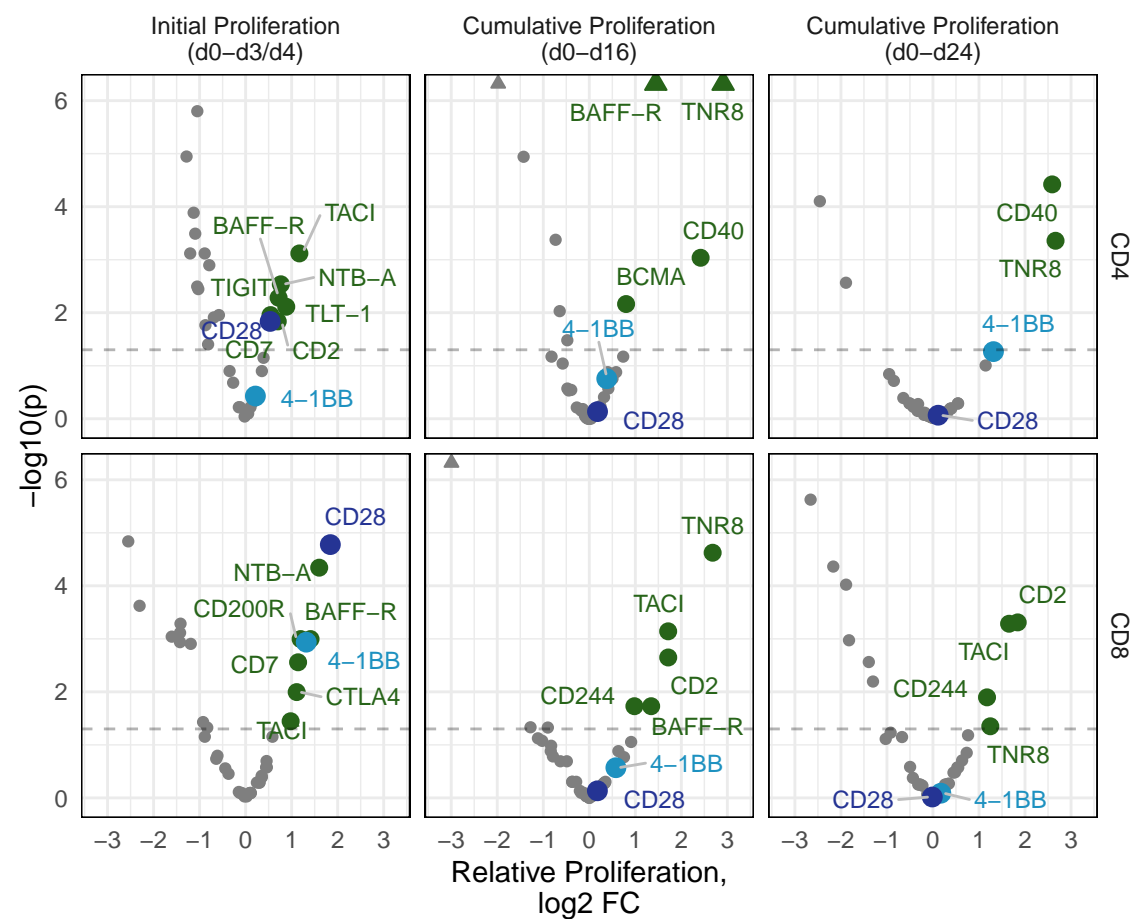 Initial Proliferation
(d0−d3/d4)
Cumulative Proliferation
(d0−d16)
Cumulative Proliferation
(d0−d24)
−log10(p)
6
4
2
0
TACI
BAFF−R
NTB−A
TIGIT
TLT−1
CD28
CD7
CD2
4−1BB
BAFF−R
TNR8
CD40
BCMA
4−1BB
CD28
CD40
TNR8
4−1BB
CD28
CD4
6
4
2
0
CD28
NTB−A
CD200R
BAFF−R
4−1BB
CD7
CTLA4
TACI
TNR8
TACI
CD2
CD244
BAFF−R
4−1BB
CD28
CD2
TACI
CD244
TNR8
CD28
4−1BB
CD8
−3 −2 −1 0 1 2 3
−3 −2 −1 0 1 2 3
−3 −2 −1 0 1 2 3
Relative Proliferation,
log2 FC